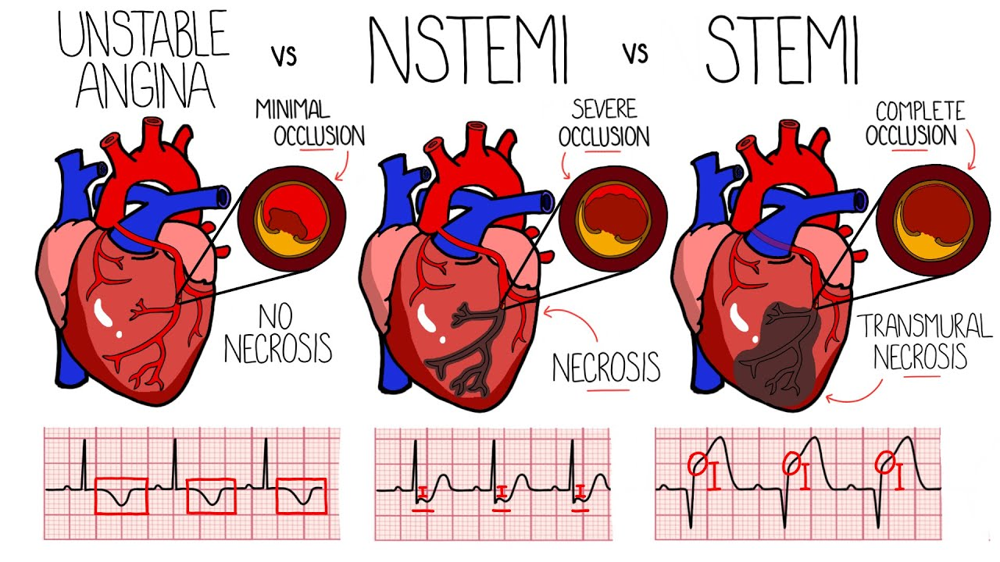 UNSTABLE
ANGINA
vs
NSTEMI
vs
STEMI
MINIMAL
OCCLUSION
SEVERE
OCCLUSION
COMPLETE
OCCLUSION
NO
NECROSIS
NECROSIS
TRANSMURAL
NECROSIS